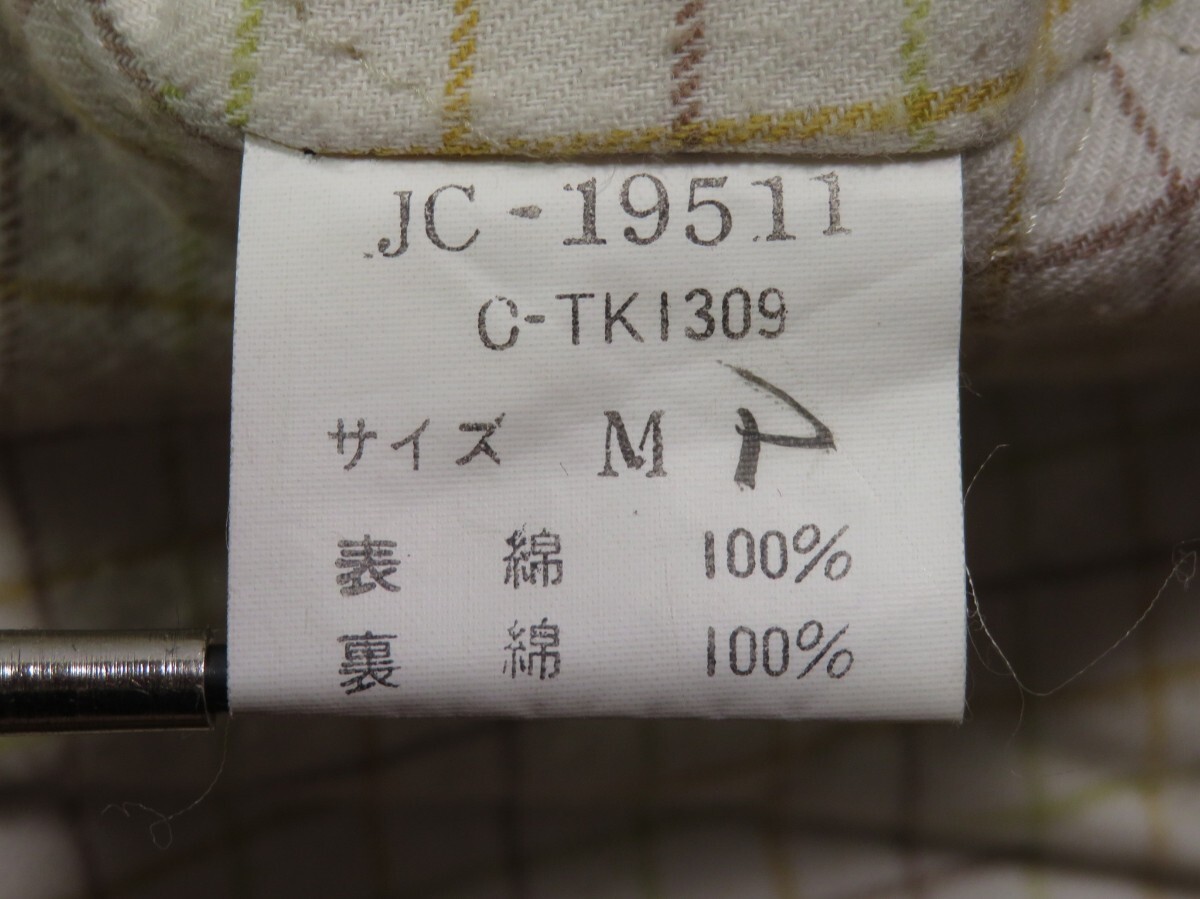 JC-19511
C-TK1309
サイズ M
表 綿 100%
裏 綿 100%